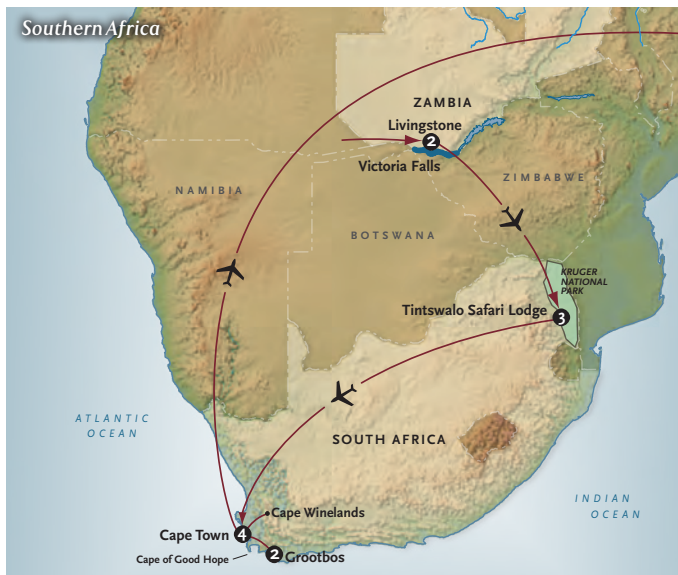 Southern Africa
ZAMBIA
Livingstone
2
Victoria Falls
ZIMBABWE
NAMIBIA
BOTSWANA
KRUGER
NATIONAL
PARK
Tintswalo Safari Lodge
3
ATLANTIC
OCEAN
SOUTH AFRICA
INDIAN
OCEAN
Cape Winelands
Cape Town
4
Cape of Good Hope
2
Grootbos